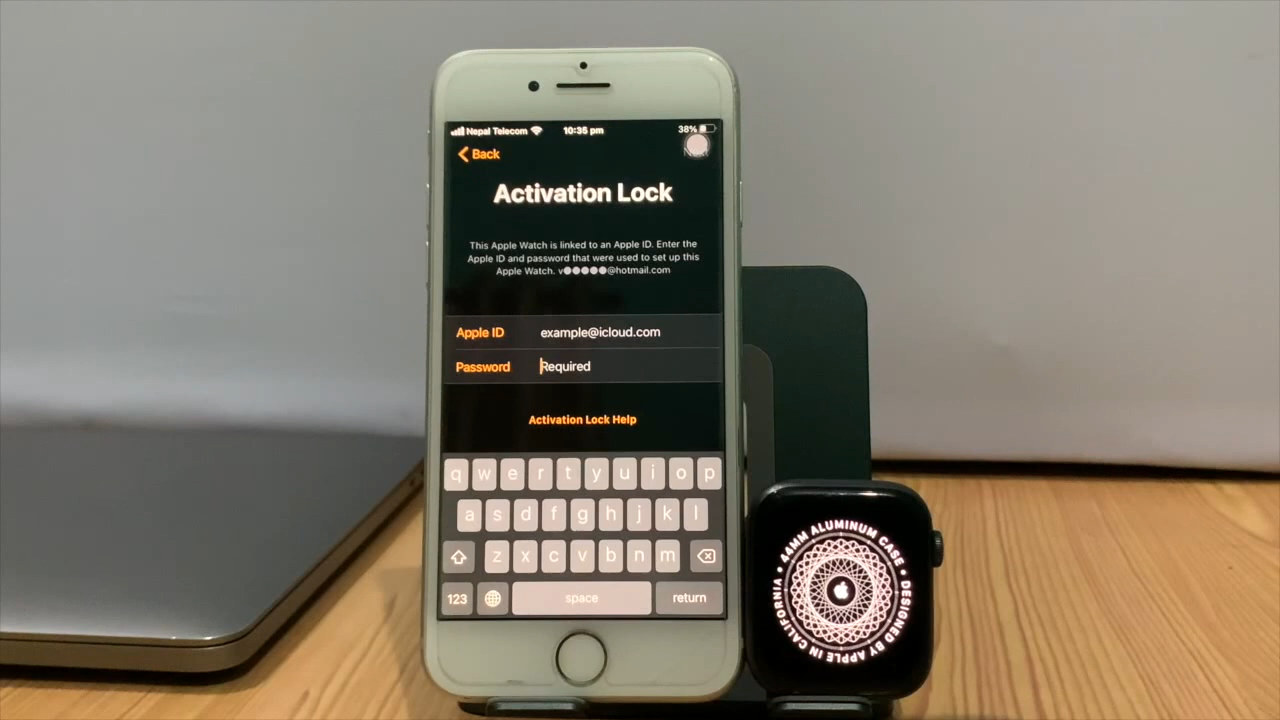 Nepal Telecom 10:35 pm 38%
Back
Activation Lock
This Apple Watch is linked to an Apple ID. Enter the
Apple ID and password that were used to set up this
Apple Watch. v●●●●●@hotmail.com
Apple ID example@icloud.com
Password Required
Activation Lock Help
q w e r t y u i o p
a s d f g h j k l
z x c v b n m
123 space return
44MM ALUMINUM CASE • DESIGNED BY APPLE IN CALIFORNIA •